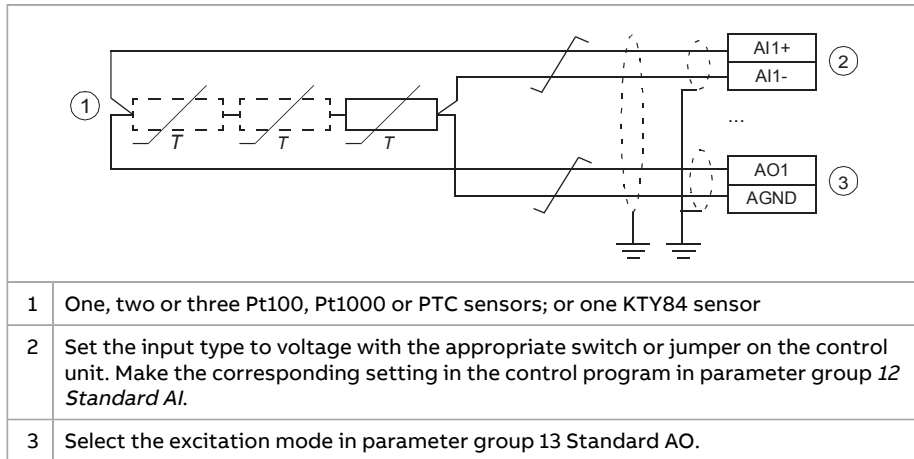 AI1+
AI1-
2
1
T
T
T
...
AO1
AGND
3
1 One, two or three Pt100, Pt1000 or PTC sensors; or one KTY84 sensor
2 Set the input type to voltage with the appropriate switch or jumper on the control
unit. Make the corresponding setting in the control program in parameter group 12
Standard AI.
3 Select the excitation mode in parameter group 13 Standard AO.